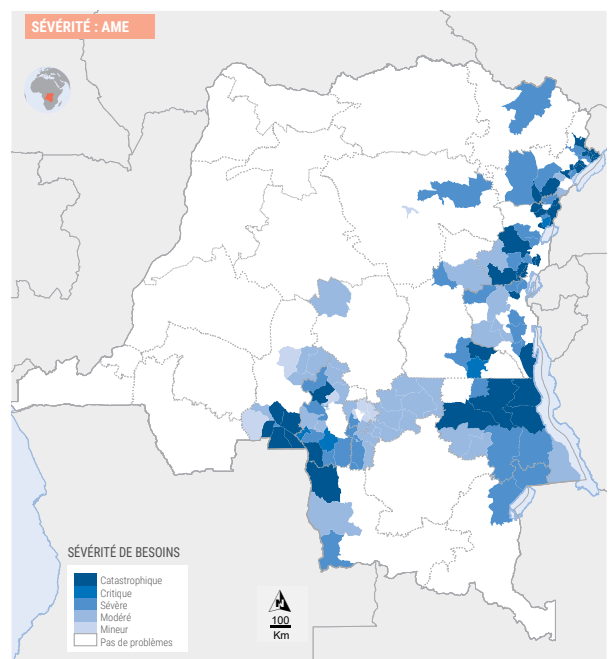 SÉVÉRITÉ : AME
SÉVÉRITÉ DE BESOINS
Catastrophique
Critique
Sévère
Modéré
Mineur
Pas de problèmes
100
Km